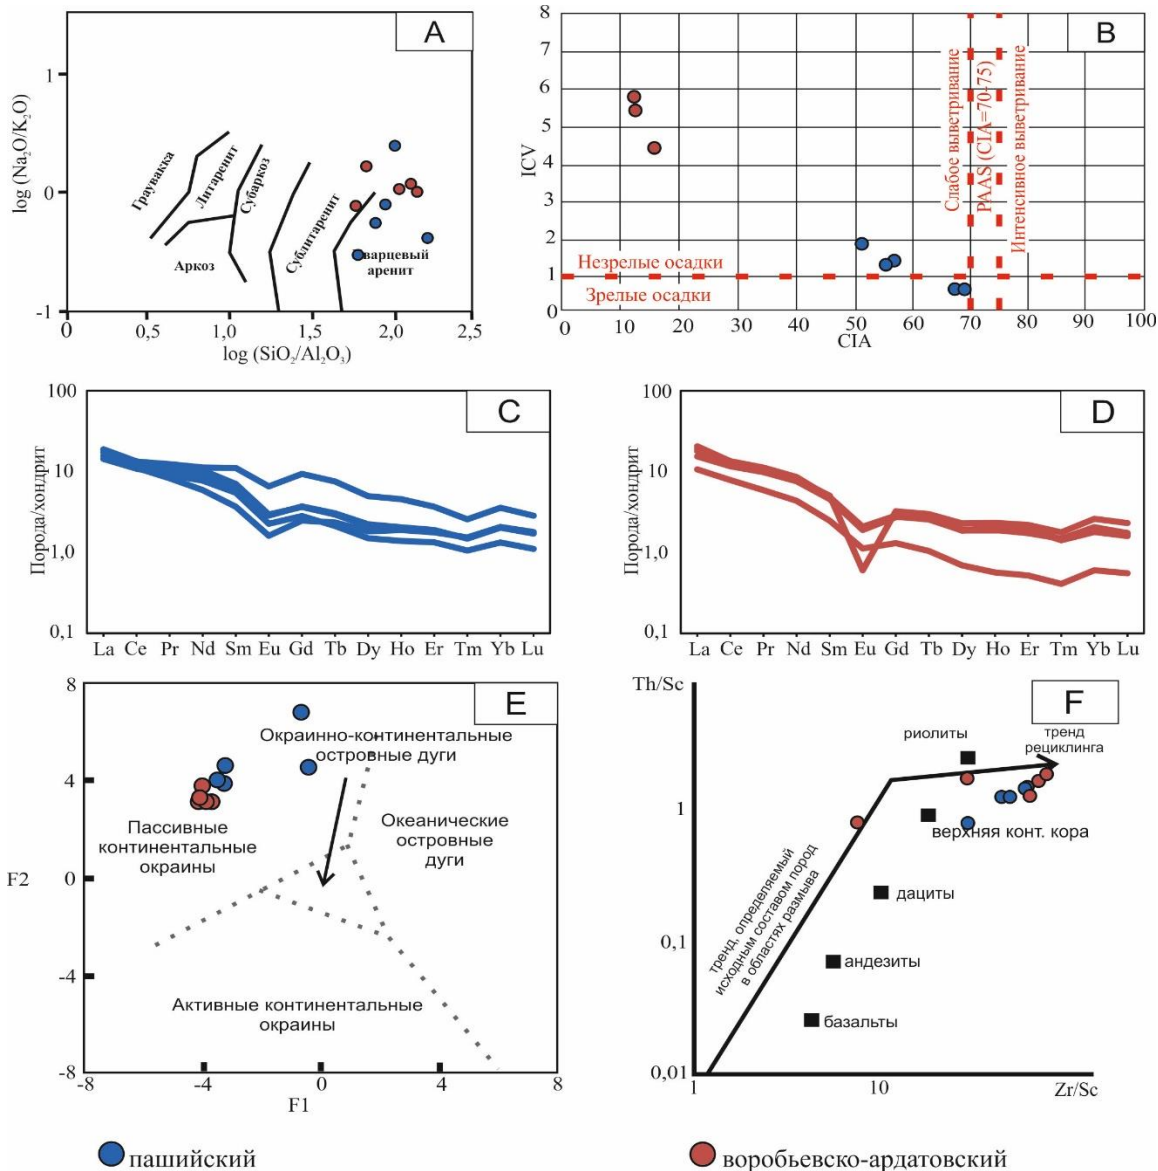 A
log (Na₂O/K₂O)
1
0
-1
Граувакка
Литаренит
Субаркоз
Аркоз
Сублитаренит
варцевый
аренит
0
0,5
1,0
1,5
2,0
2,5
log (SiO₂/Al₂O₃)
B
ICV
8
7
6
5
4
3
2
1
0
Слабое выветривание
PAAS (CIA=70-75)
Интенсивное выветривание
Незрелые осадки
Зрелые осадки
0
10
20
30
40
50
60
70
80
90
100
CIA
C
Порода/хондрит
100
10
1,0
0,1
La Ce Pr Nd Sm Eu Gd Tb Dy Ho Er Tm Yb Lu
D
Порода/хондрит
100
10
1,0
0,1
La Ce Pr Nd Sm Eu Gd Tb Dy Ho Er Tm Yb Lu
E
F2
8
4
0
-4
-8
Окраинно-континентальные
островные дуги
Пассивные
континентальные
окраины
Океанические
островные
дуги
Активные континентальные
окраины
-8
-4
0
4
8
F1
F
Th/Sc
1
0,1
0,01
риолиты
тренд
рециклинга
верхняя конт. кора
дациты
андезиты
базальты
тренд, определяемый
исходным составом пород
в областях размыва
1
10
Zr/Sc
пашийский
воробьевско-ардатовский